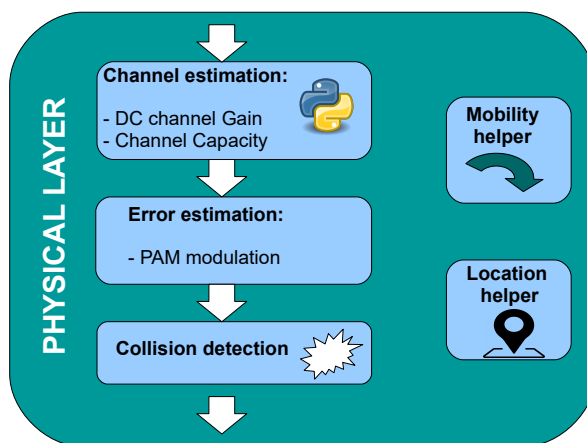 PHYSICAL LAYER
Channel estimation:
- DC channel Gain
- Channel Capacity
Error estimation:
- PAM modulation
Collision detection
Mobility
helper
Location
helper